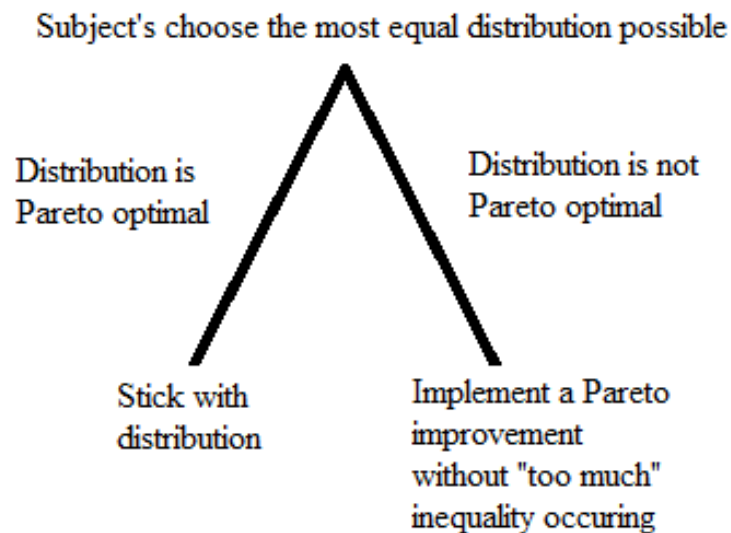 Subject's choose the most equal distribution possible
Distribution is
Pareto optimal
Distribution is not
Pareto optimal
Stick with
distribution
Implement a Pareto
improvement
without "too much"
inequality occuring